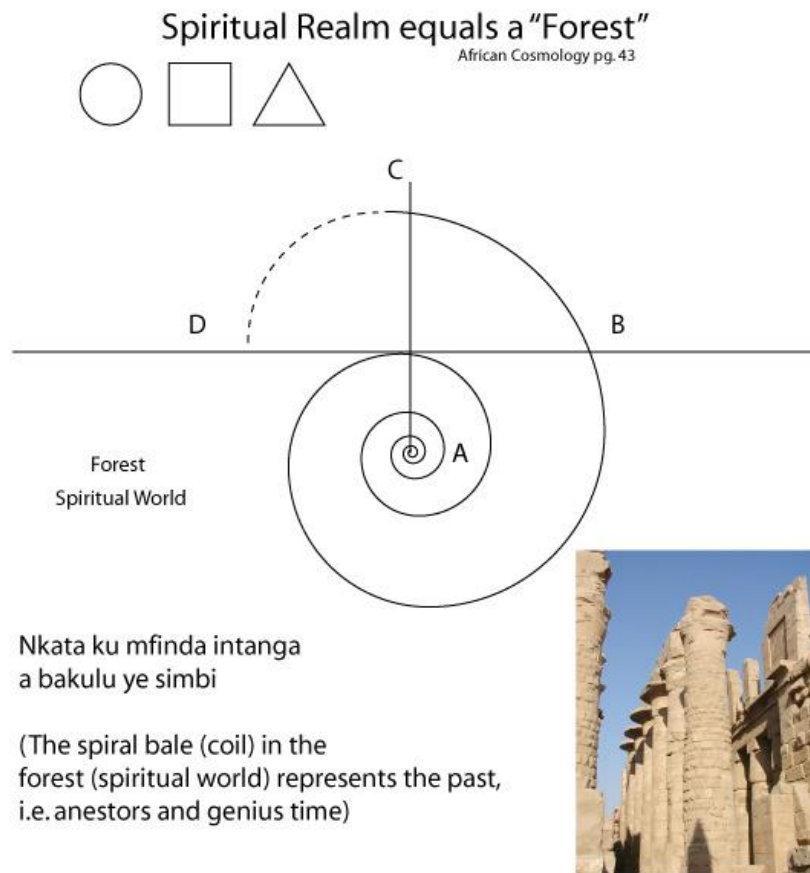 Spiritual Realm equals a “Forest”
African Cosmology pg. 43
C
D
B
A
Forest
Spiritual World
Nkata ku mfinda intanga
a bakulu ye simbi
(The spiral bale (coil) in the
forest (spiritual world) represents the past,
i.e. anestors and genius time)